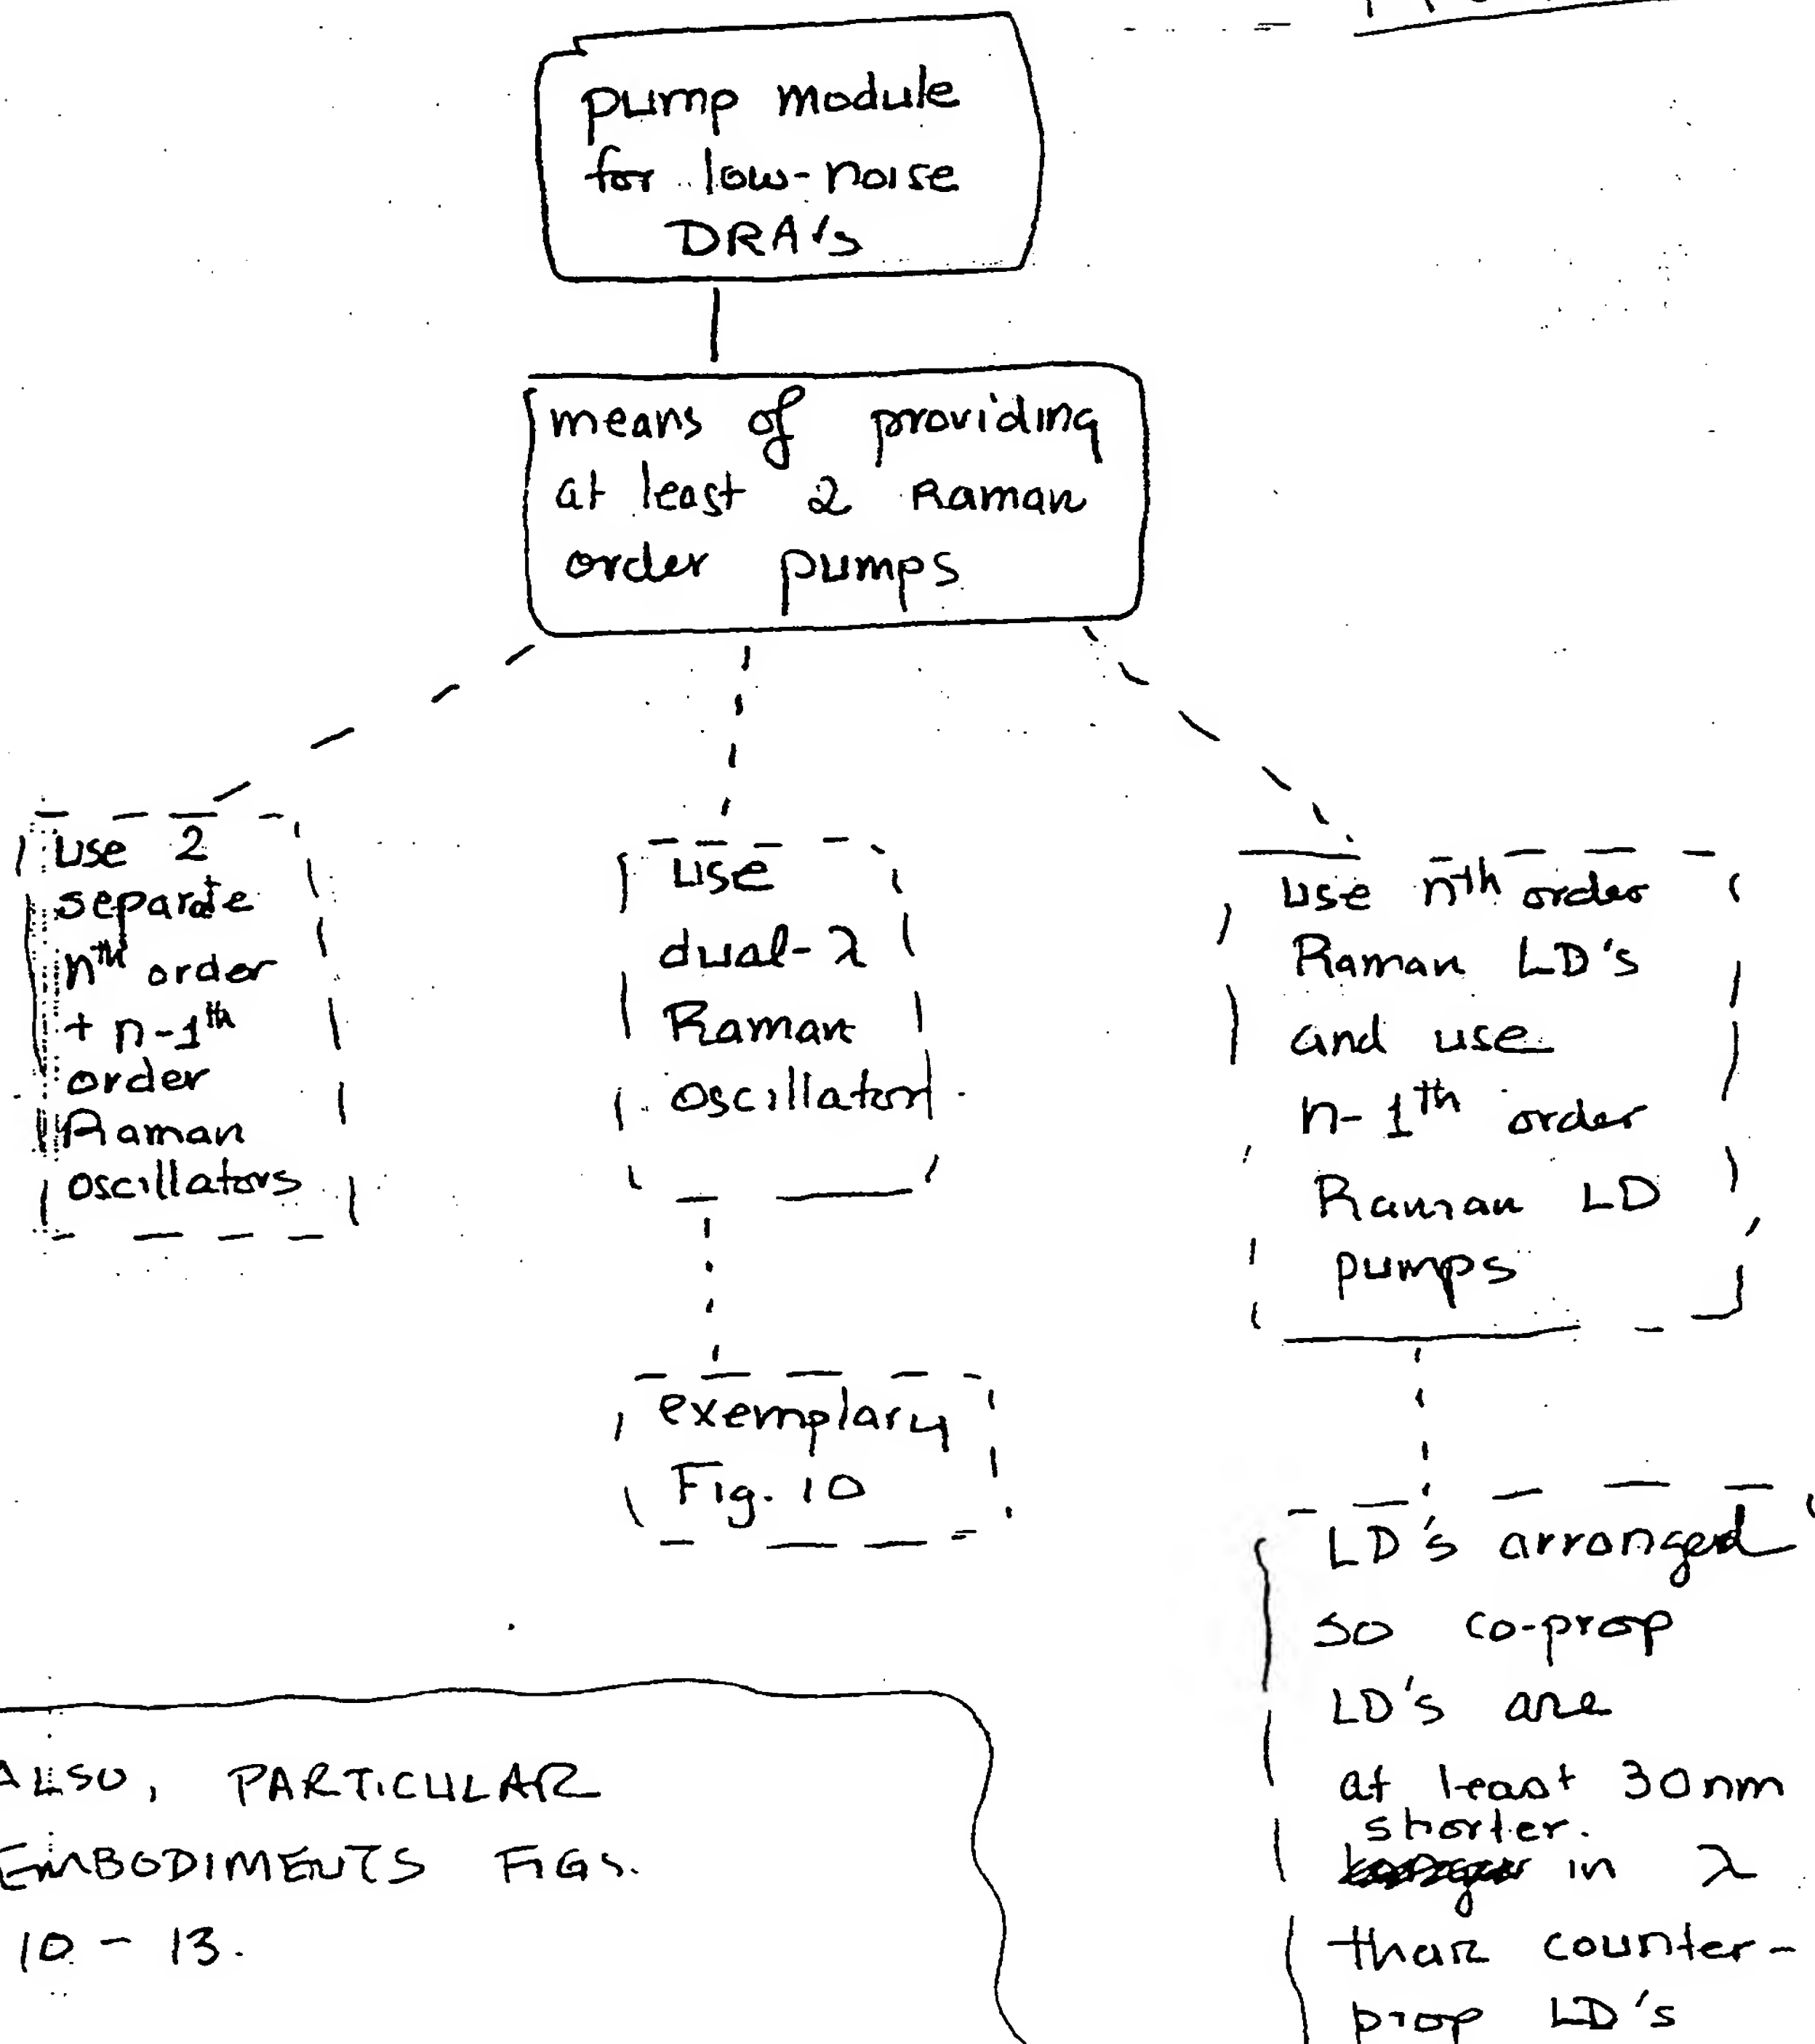 pump module
for low-noise
DRA's
means of providing
at least 2 Raman
order pumps
use 2
separate
nth order
+ n-1th
order
Raman
oscillators
use
dual-λ
Raman
oscillator
exemplary
Fig. 10
use nth order
Raman LD's
and use
n-1th order
Raman LD
pumps
LD's arranged
so co-prop
LD's are
at least 30nm
shorter.
in λ
than counter-
prop LD's
ALSO, PARTICULAR
EMBODIMENTS FIGS.
10 - 13.